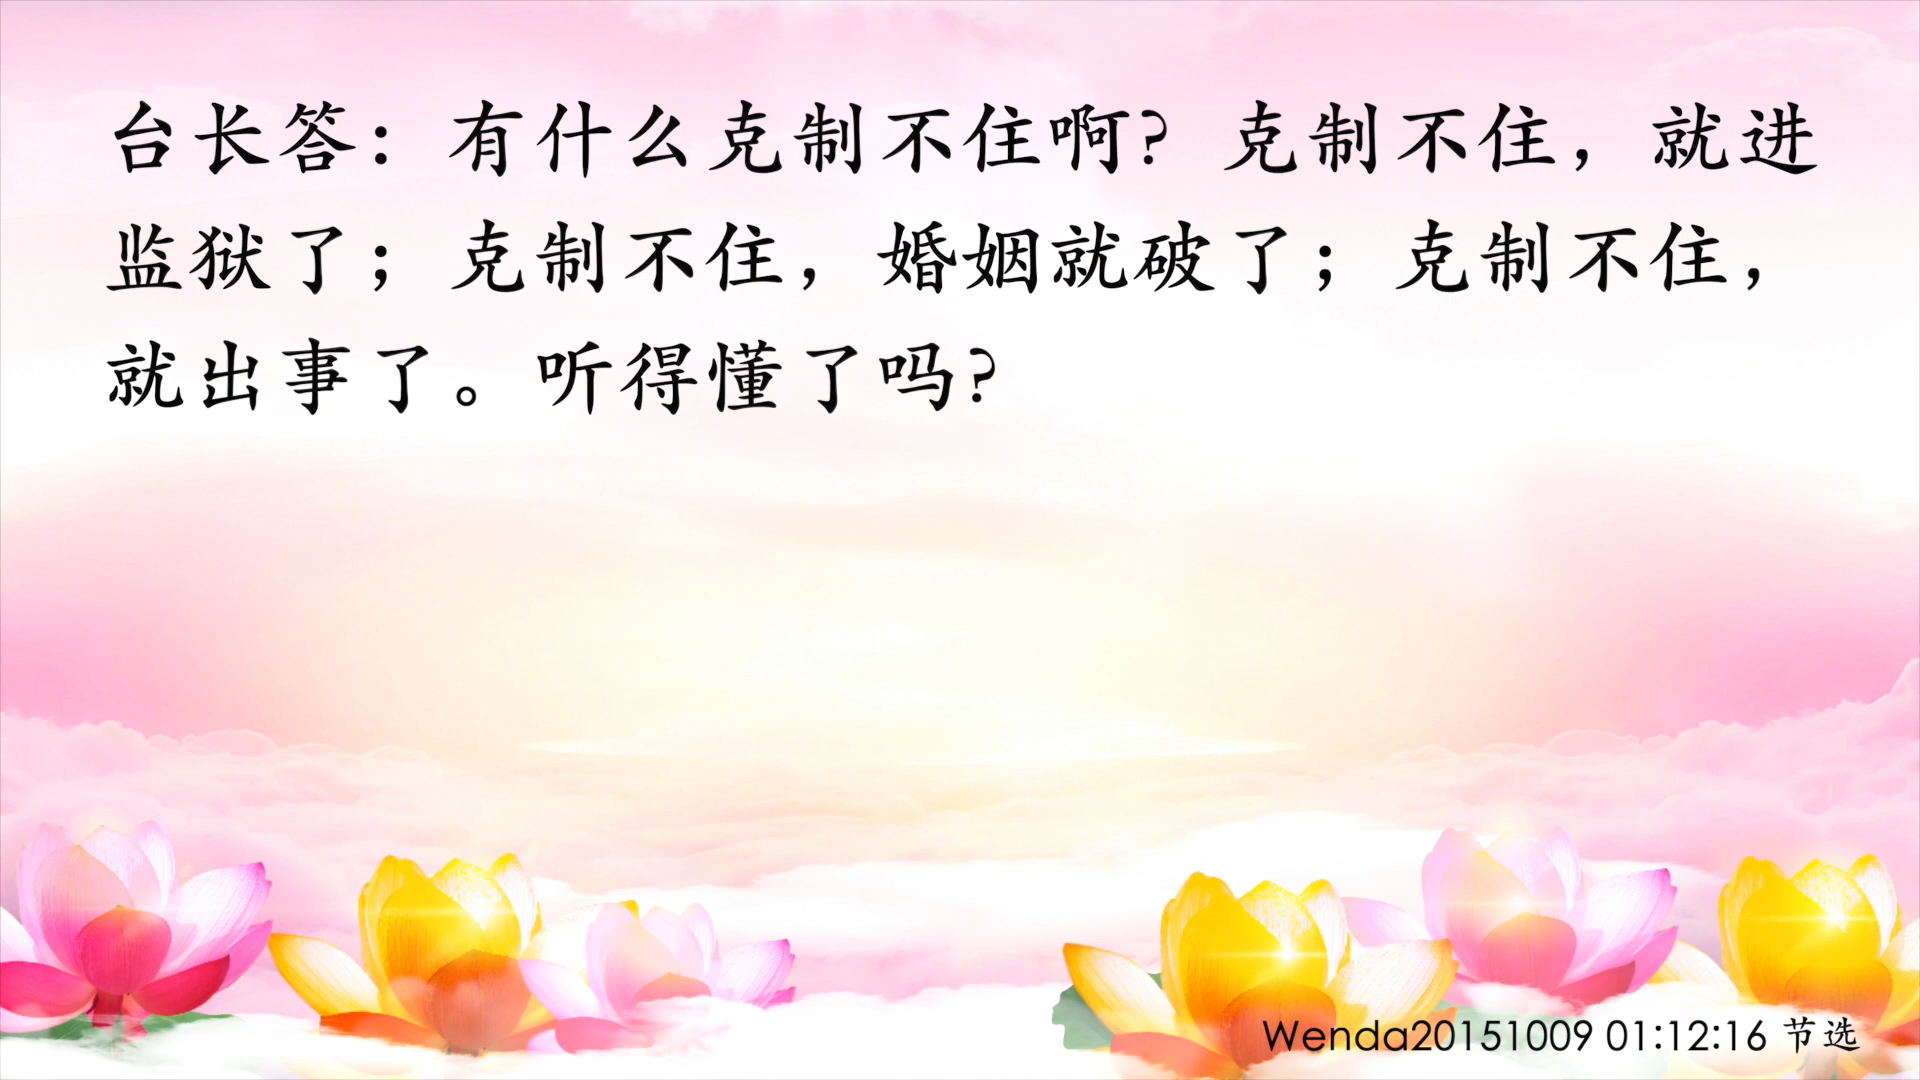 台长答：有什么克制不住啊？克制不住，就进
监狱了；克制不住，婚姻就破了；克制不住，
就出事了。听得懂了吗？
Wenda20151009 01:12:16 节选